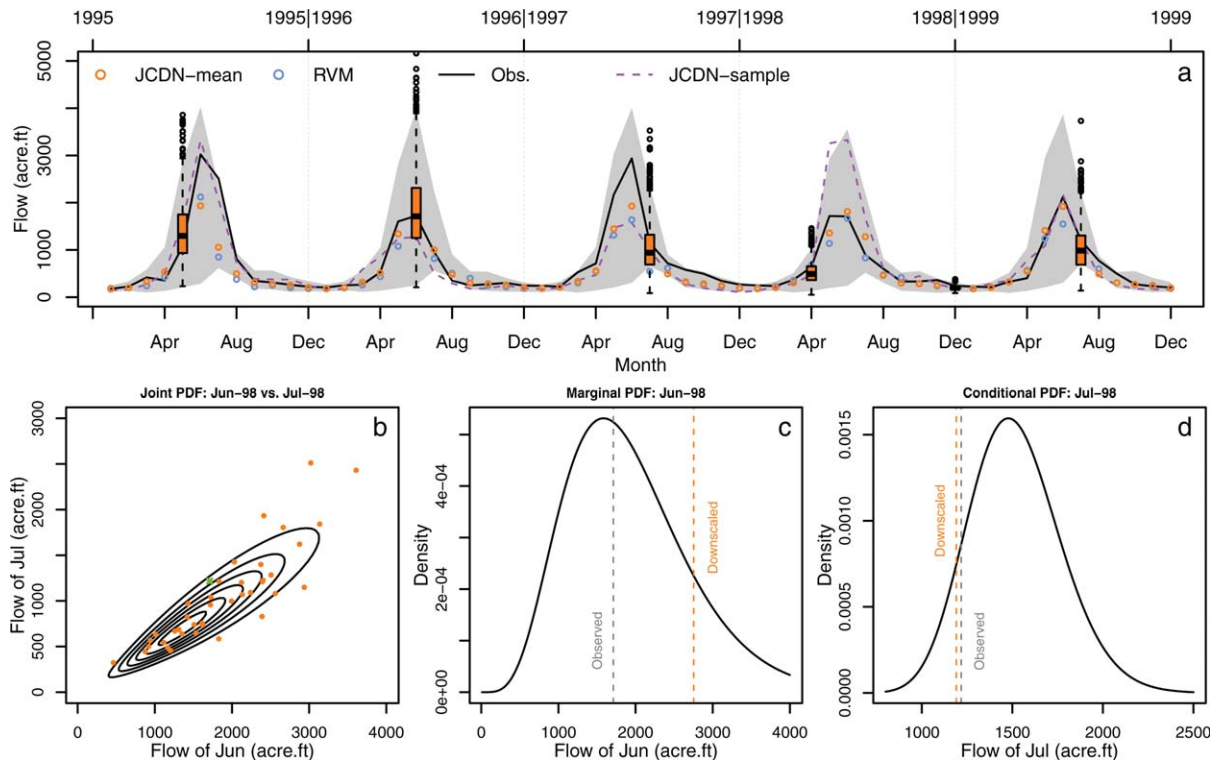 1995 1995|1996 1996|1997 1997|1998 1998|1999 1999
JCDN−mean RVM Obs. JCDN−sample a
Flow (acre.ft)
0 1000 3000 5000
Apr Aug Dec Apr Aug Dec Apr Aug Dec Apr Aug Dec Apr Aug Dec
Month
Joint PDF: Jun−98 vs. Jul−98
b
Flow of Jul (acre.ft)
0 500 1000 2000 3000
0 1000 2000 3000 4000
Flow of Jun (acre.ft)
Marginal PDF: Jun−98
c
Density
0e+00 2e−04 4e−04
Observed
Downscaled
0 1000 2000 3000 4000
Flow of Jun (acre.ft)
Conditional PDF: Jul−98
d
Density
0.0000 0.0005 0.0010 0.0015
Downscaled
Observed
1000 1500 2000 2500
Flow of Jul (acre.ft)